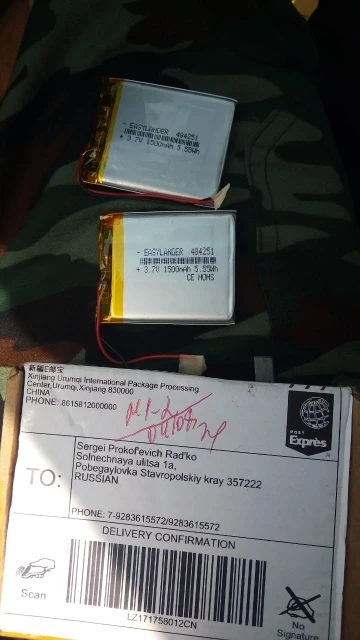 - EASYLANDER 484251
+ 3.7V 1500mAh 5.55Wh
- EASYLANDER 484251
+ 3.7V 1500mAh 5.55Wh
CE ROHS
新疆E邮宝
Xinjiang Urumqi International Package Processing
Center,Urumqi,Xinjiang 830000
CHINA
PHONE: 8615812000000
POST
Exprès
TO:
Sergei Prokof'evich Rad'ko
Solnechnaya ulitsa 1a,
Pobegaylovka Stavropolskiy kray 357222
RUSSIAN
PHONE: 7-9283615572/9283615572
DELIVERY CONFIRMATION
Scan
LZ171758012CN
No
Signature